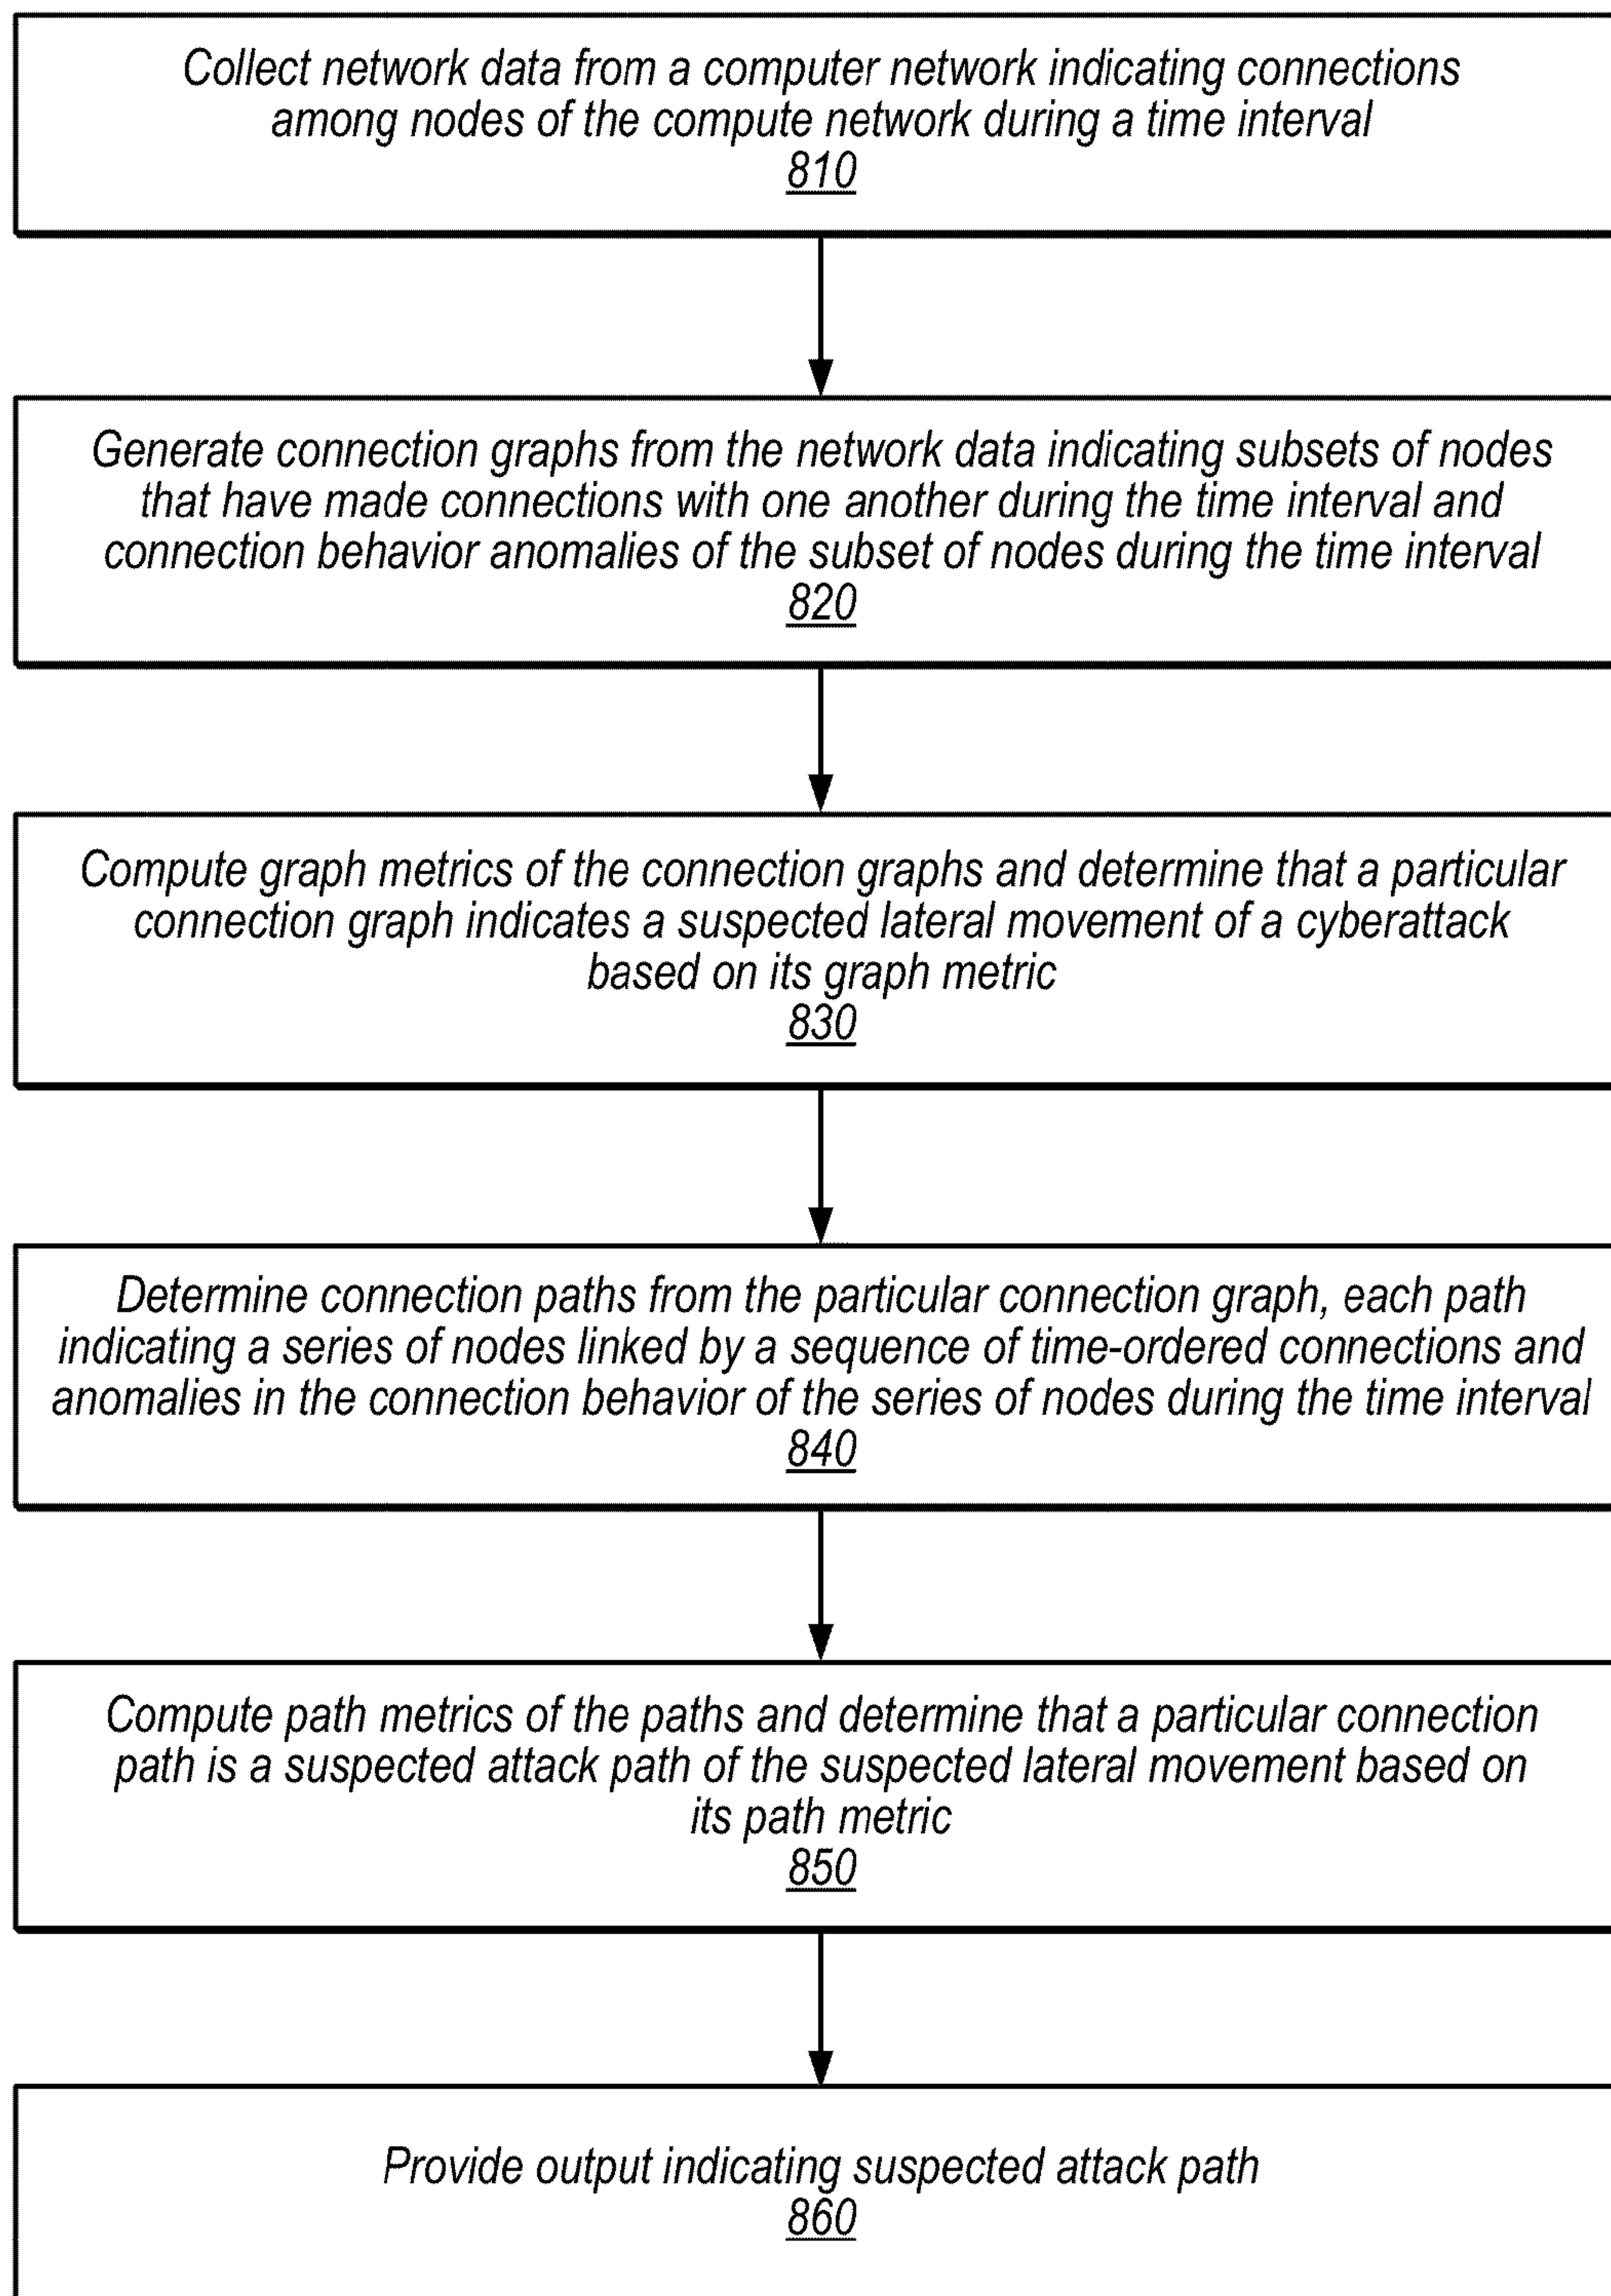 Collect network data from a computer network indicating connections
among nodes of the compute network during a time interval
810
Generate connection graphs from the network data indicating subsets of nodes
that have made connections with one another during the time interval and
connection behavior anomalies of the subset of nodes during the time interval
820
Compute graph metrics of the connection graphs and determine that a particular
connection graph indicates a suspected lateral movement of a cyberattack
based on its graph metric
830
Determine connection paths from the particular connection graph, each path
indicating a series of nodes linked by a sequence of time-ordered connections and
anomalies in the connection behavior of the series of nodes during the time interval
840
Compute path metrics of the paths and determine that a particular connection
path is a suspected attack path of the suspected lateral movement based on
its path metric
850
Provide output indicating suspected attack path
860